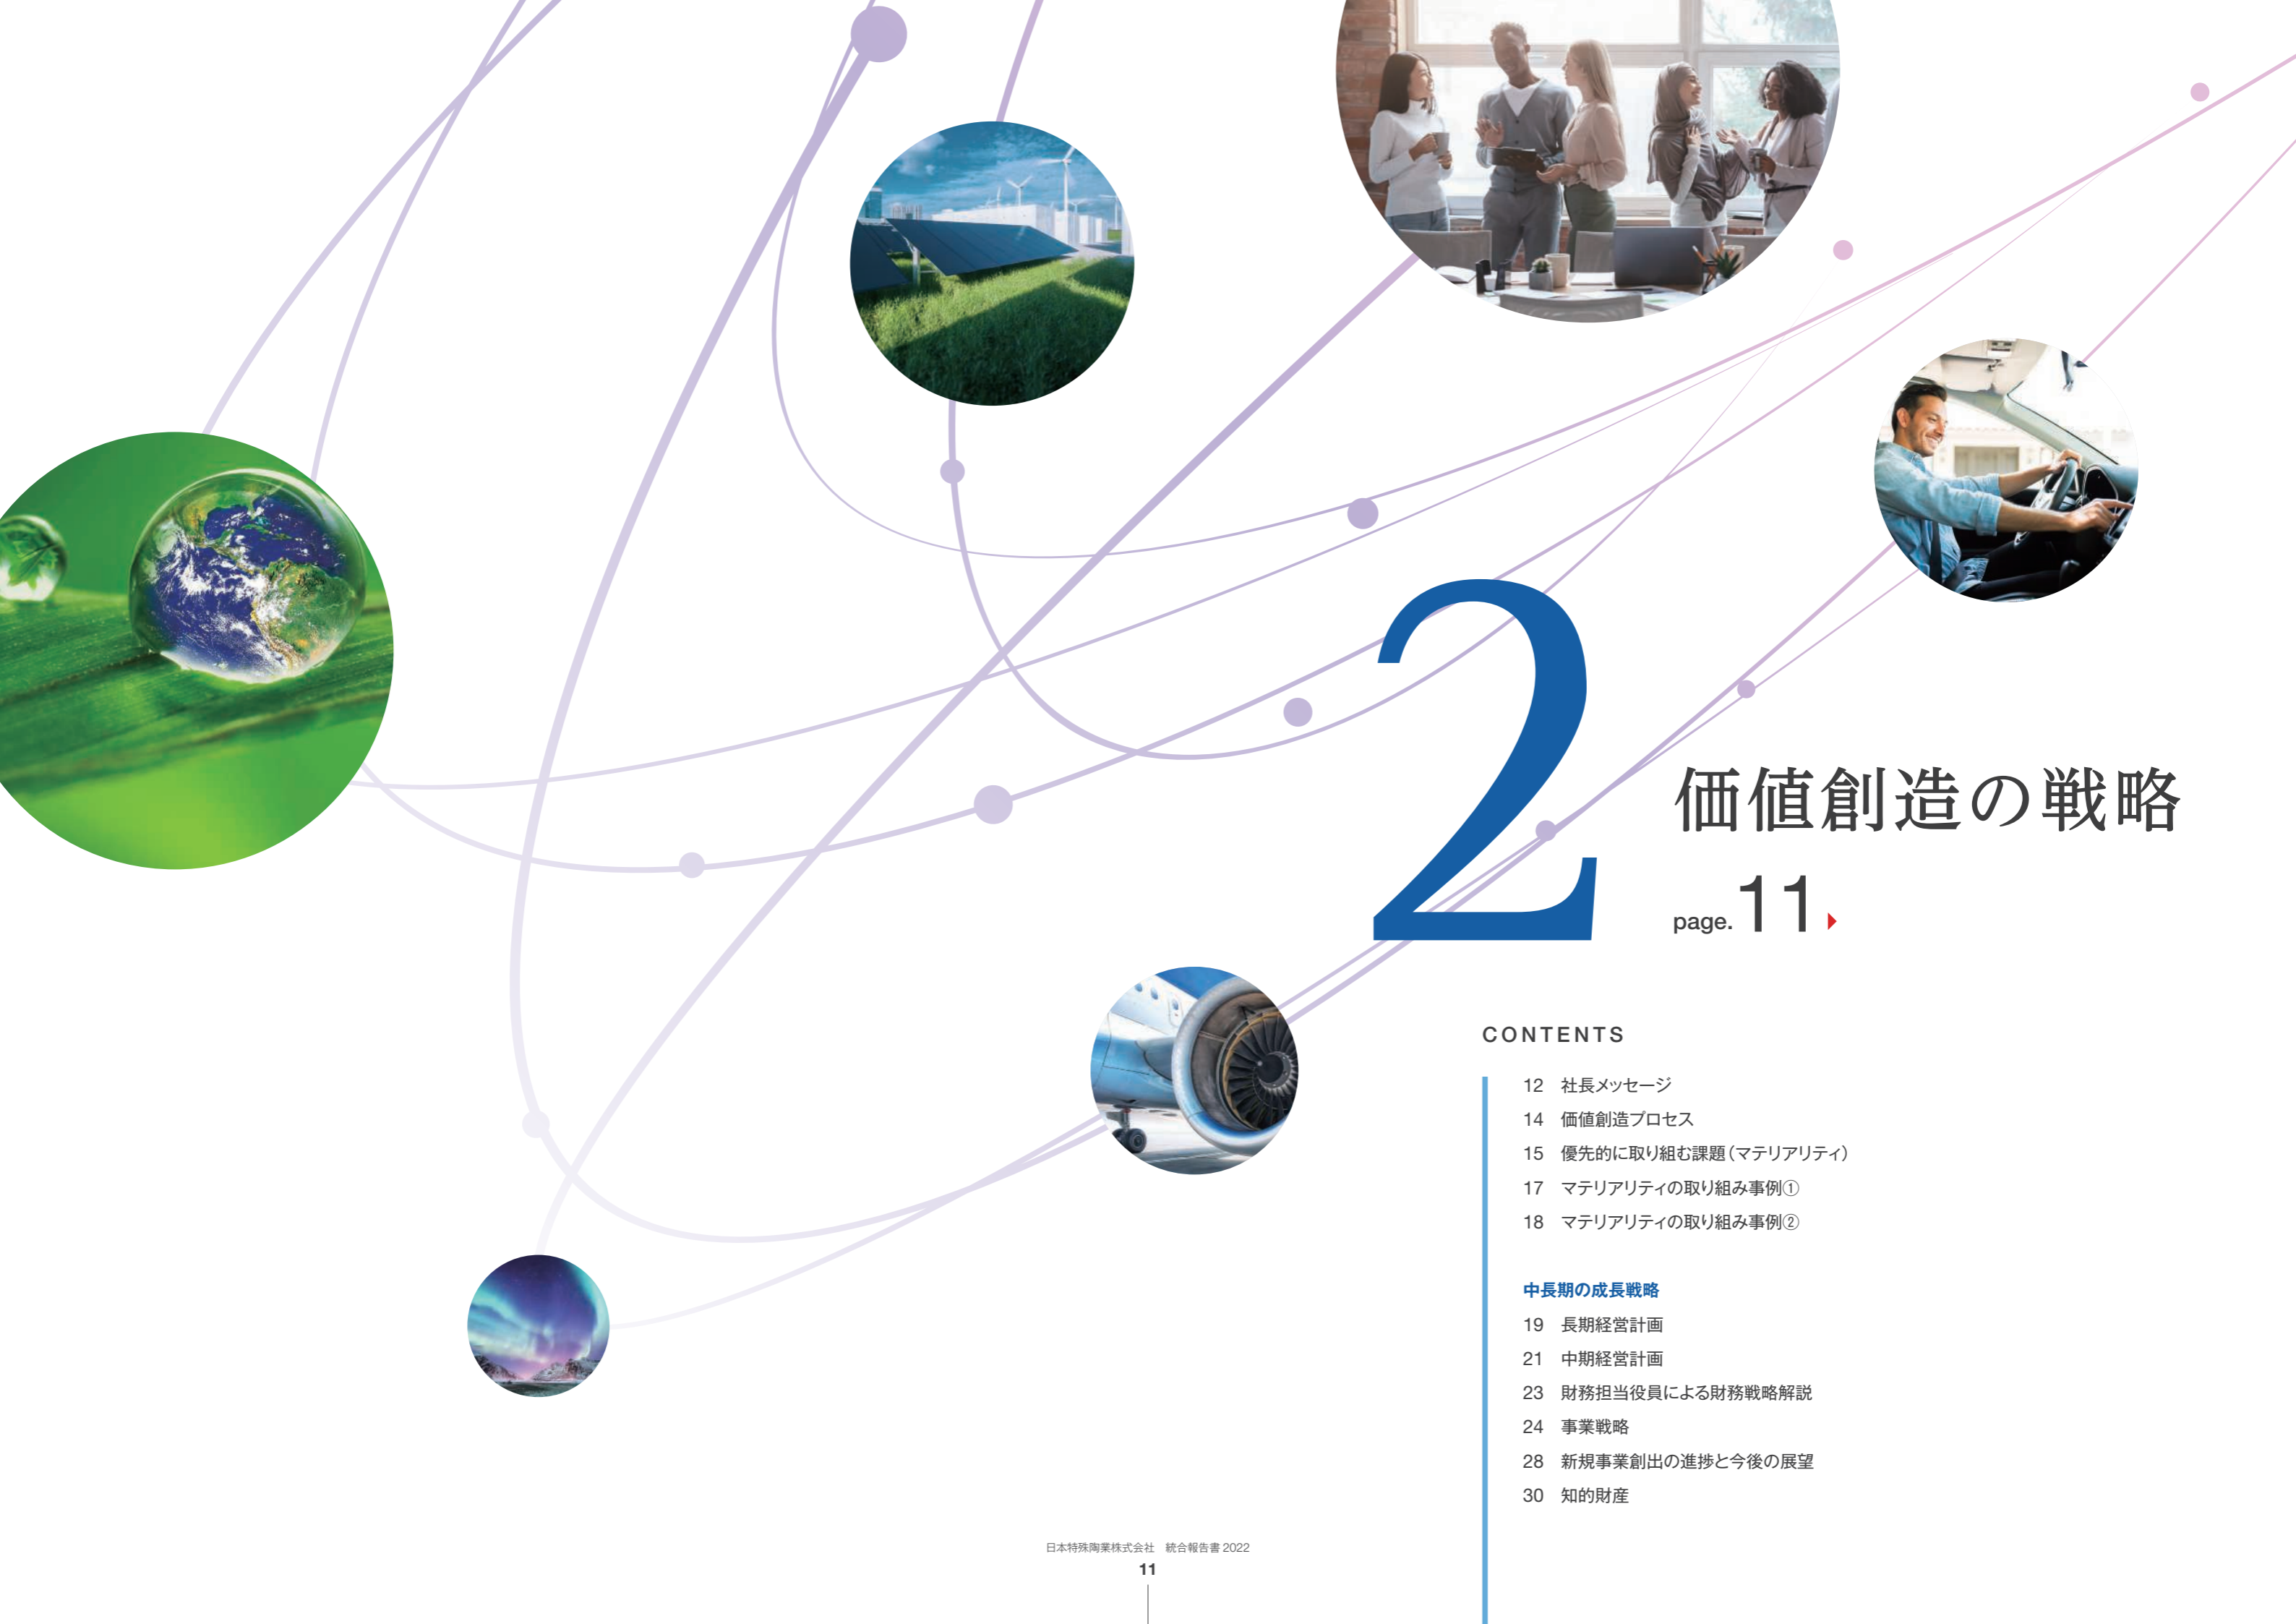 2
価値創造の戦略
page. 11
CONTENTS
12 社長メッセージ
14 価値創造プロセス
15 優先的に取り組む課題（マテリアリティ）
17 マテリアリティの取り組み事例①
18 マテリアリティの取り組み事例②
中長期の成長戦略
19 長期経営計画
21 中期経営計画
23 財務担当役員による財務戦略解説
24 事業戦略
28 新規事業創出の進捗と今後の展望
30 知的財産
日本特殊陶業株式会社 統合報告書 2022
11